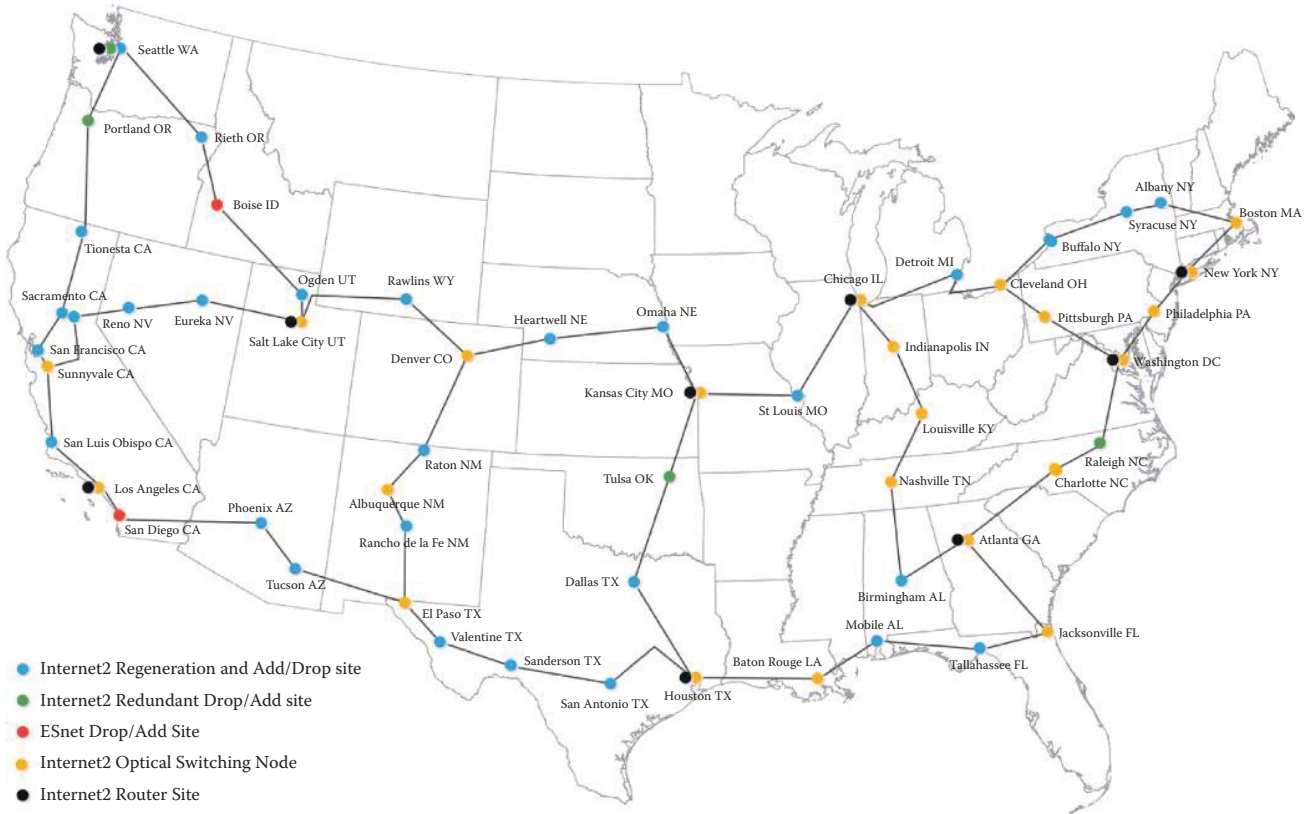 Seattle WA
Portland OR
Rieth OR
Boise ID
Tionesta CA
Ogden UT
Rawlins WY
Sacramento CA
Reno NV
Eureka NV
Salt Lake City UT
San Francisco CA
Sunnyvale CA
Denver CO
Heartwell NE
Omaha NE
Kansas City MO
St Louis MO
Chicago IL
Detroit MI
Cleveland OH
Buffalo NY
Syracuse NY
Albany NY
Boston MA
New York NY
Philadelphia PA
Pittsburgh PA
Washington DC
Indianapolis IN
Louisville KY
Nashville TN
Raleigh NC
Charlotte NC
Atlanta GA
Birmingham AL
San Luis Obispo CA
Los Angeles CA
San Diego CA
Phoenix AZ
Tucson AZ
Raton NM
Albuquerque NM
Rancho de la Fe NM
El Paso TX
Valentine TX
Sanderson TX
San Antonio TX
Tulsa OK
Dallas TX
Houston TX
Baton Rouge LA
Mobile AL
Tallahassee FL
Jacksonville FL
Internet2 Regeneration and Add/Drop site
Internet2 Redundant Drop/Add site
ESnet Drop/Add Site
Internet2 Optical Switching Node
Internet2 Router Site